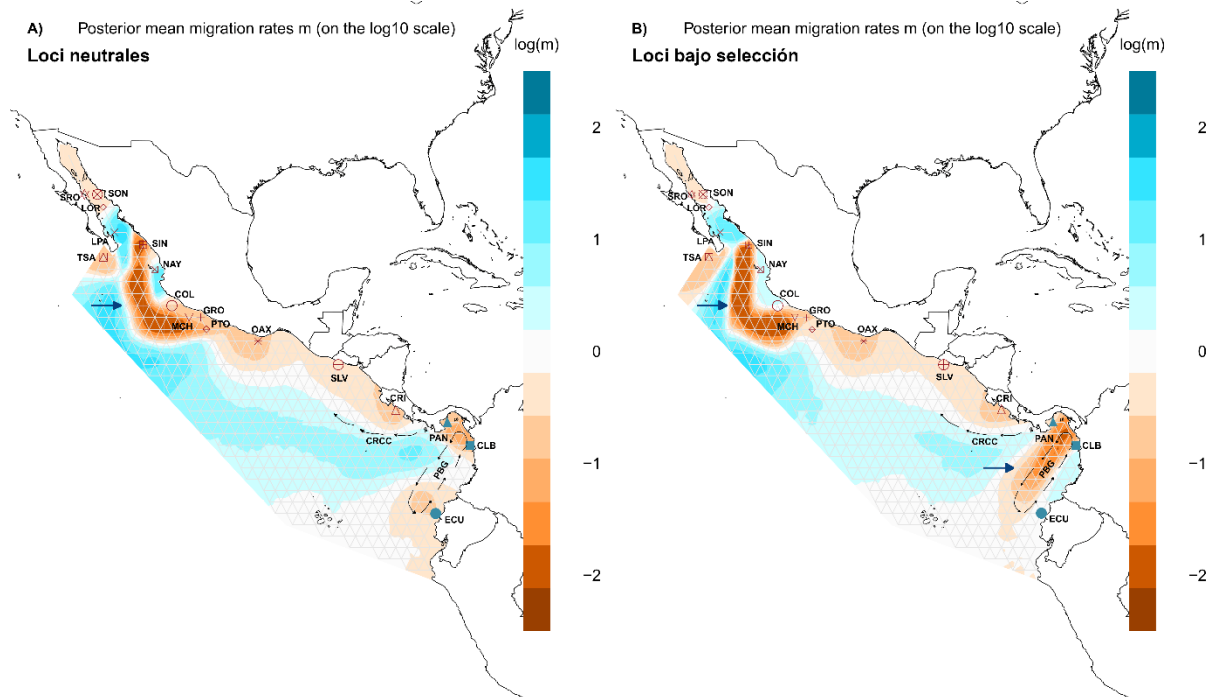 A) Posterior mean migration rates m (on the log10 scale)
Loci neutrales
log(m)
2
1
0
−1
−2
SRO
SON
LOR
LPA
SIN
TSA
NAY
COL
GRO
MCH
PTO
OAX
SLV
CRI
CRCC
PAN
CLB
PBG
ECU
B) Posterior mean migration rates m (on the log10 scale)
Loci bajo selección
log(m)
2
1
0
−1
−2
SRO
SON
LOR
LPA
SIN
TSA
NAY
COL
GRO
MCH
PTO
OAX
SLV
CRI
CRCC
PAN
CLB
PBG
ECU